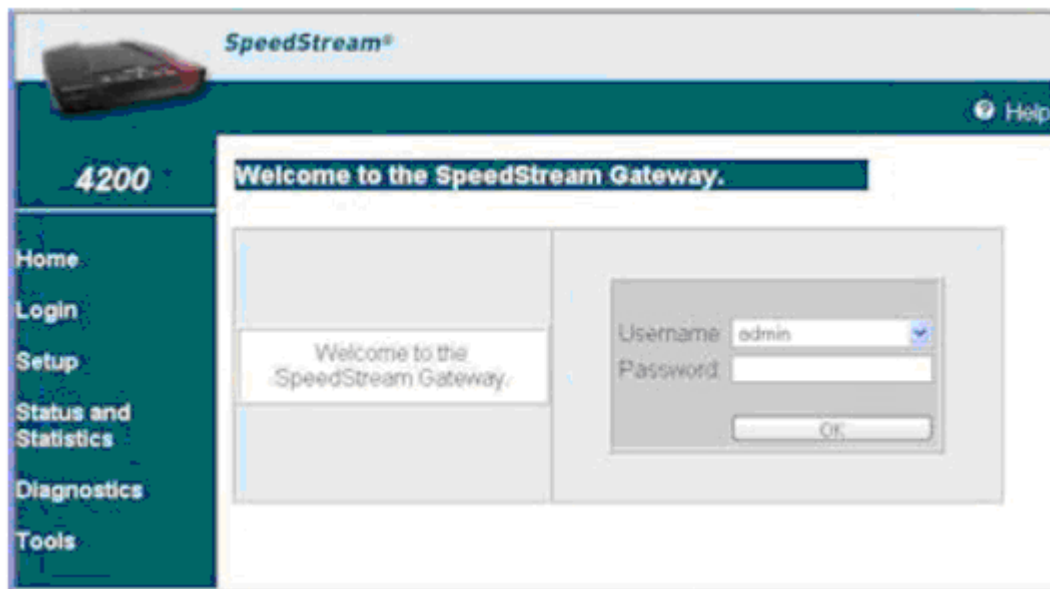 SpeedStream®
Help
4200
Welcome to the SpeedStream Gateway.
Home
Login
Setup
Status and
Statistics
Diagnostics
Tools
Welcome to the
SpeedStream Gateway.
Username admin
Password
OK